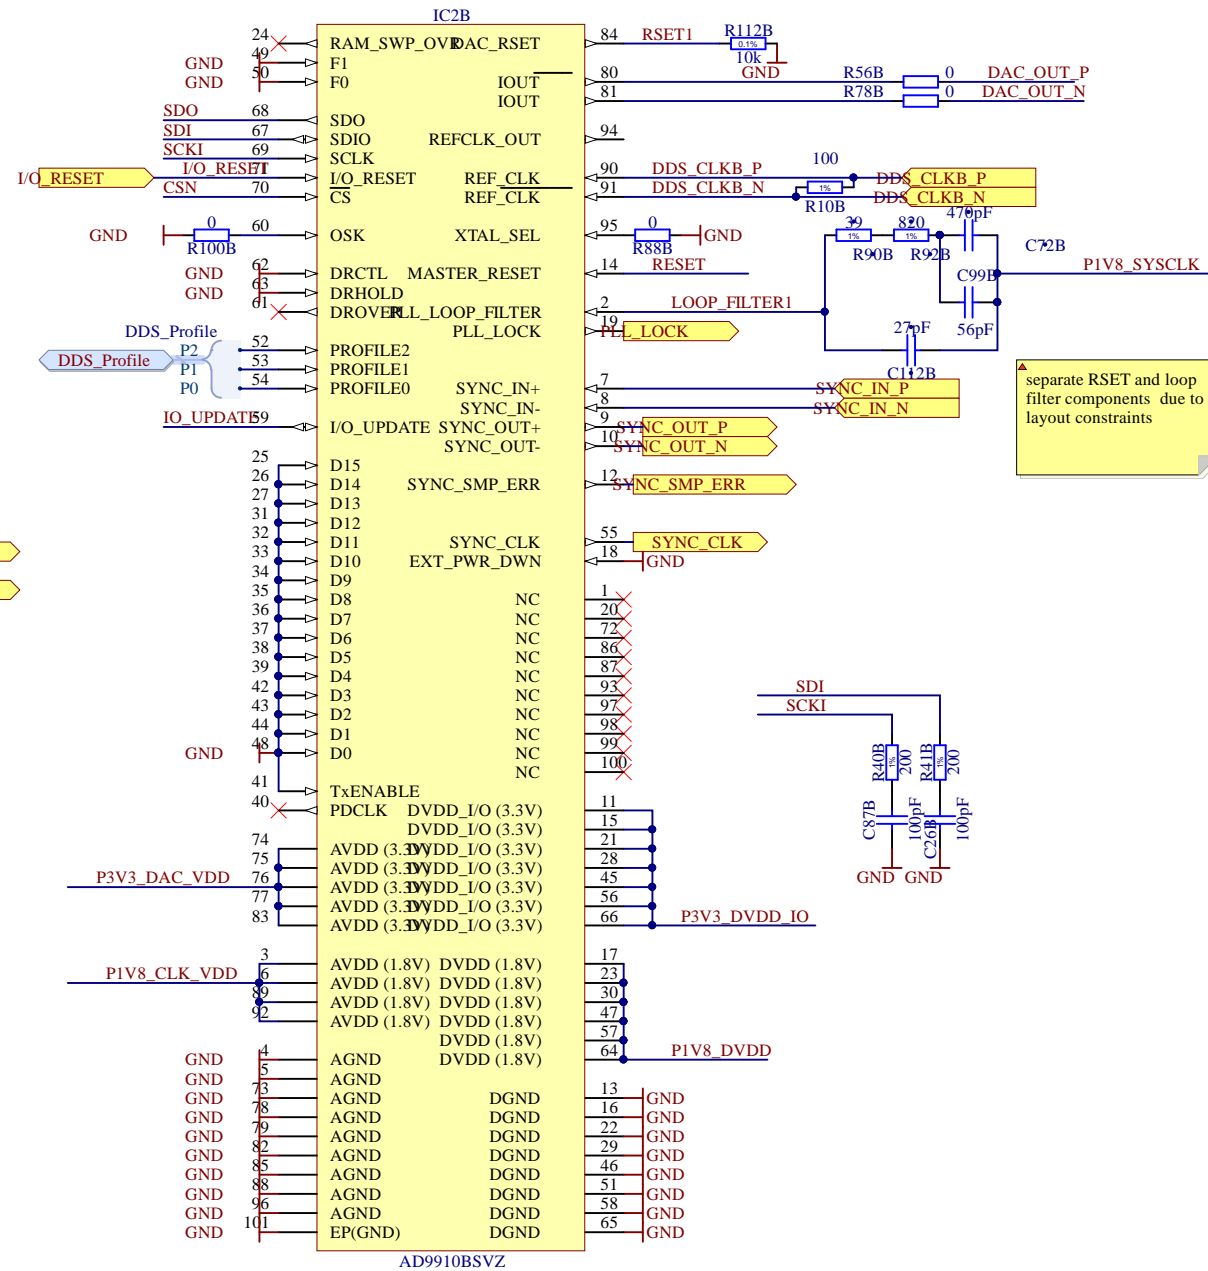 IC2B
24 RAM_SWP_OVR DAC_RSET 84 RSET1 R112B 0.1% 10k GND
GND 49 F1
GND 50 F0 IOUT 80 R56B 0 DAC_OUT_P
IOUT 81 R78B 0 DAC_OUT_N
SDO 68 SDO
SDI 67 SDIO REFCLK_OUT 94
SCKI 69 SCLK
I/O_RESET I/O_RESET 71 I/O_RESET REF_CLK 90 DDS_CLKB_P 100 1% R10B DDS_CLKB_P
CSN 70 CS REF_CLK 91 DDS_CLKB_N DDS_CLKB_N
GND 0 R100B 60 OSK XTAL_SEL 95 0 R88B GND
39 1% R90B 820 1% R92B 470pF C72B
GND 62 DRCTL MASTER_RESET 14 RESET
C99B 56pF P1V8_SYSCLK
GND 63 DRHOLD
61 DROVER PLL_LOOP_FILTER 2 LOOP_FILTER1
PLL_LOCK 19 PLL_LOCK 27pF C112B
DDS_Profile
DDS_Profile P2 52 PROFILE2
P1 53 PROFILE1
P0 54 PROFILE0 SYNC_IN+ 7 SYNC_IN_P
SYNC_IN- 8 SYNC_IN_N
separate RSET and loop
filter components due to
layout constraints
IO_UPDATE 59 I/O_UPDATE SYNC_OUT+ 9 SYNC_OUT_P
SYNC_OUT- 10 SYNC_OUT_N
25 D15
26 D14 SYNC_SMP_ERR 12 SYNC_SMP_ERR
27 D13
31 D12
32 D11 SYNC_CLK 55 SYNC_CLK
33 D10 EXT_PWR_DWN 18 GND
34 D9
35 D8 NC 1
36 D7 NC 20
37 D6 NC 72
38 D5 NC 86
39 D4 NC 87
42 D3 NC 93
43 D2 NC 97
44 D1 NC 98
GND 48 D0 NC 99
NC 100
SDI
SCKI
R40B 1% 200 R41B 1% 200
C87B 100pF C26B 100pF
GND GND
41 TxENABLE
40 PDCLK DVDD_I/O (3.3V) 11
DVDD_I/O (3.3V) 15
74 AVDD (3.3V) DVDD_I/O (3.3V) 21
75 AVDD (3.3V) DVDD_I/O (3.3V) 28
P3V3_DAC_VDD 76 AVDD (3.3V) DVDD_I/O (3.3V) 45
77 AVDD (3.3V) DVDD_I/O (3.3V) 56
83 AVDD (3.3V) DVDD_I/O (3.3V) 66 P3V3_DVDD_IO
3 AVDD (1.8V) DVDD (1.8V) 17
P1V8_CLK_VDD 6 AVDD (1.8V) DVDD (1.8V) 23
89 AVDD (1.8V) DVDD (1.8V) 30
92 AVDD (1.8V) DVDD (1.8V) 47
DVDD (1.8V) 57
GND 4 AGND DVDD (1.8V) 64 P1V8_DVDD
GND 5 AGND
GND 73 AGND DGND 13 GND
GND 78 AGND DGND 16 GND
GND 79 AGND DGND 22 GND
GND 82 AGND DGND 29 GND
GND 85 AGND DGND 46 GND
GND 88 AGND DGND 51 GND
GND 96 AGND DGND 58 GND
GND 101 EP(GND) DGND 65 GND
AD9910BSVZ